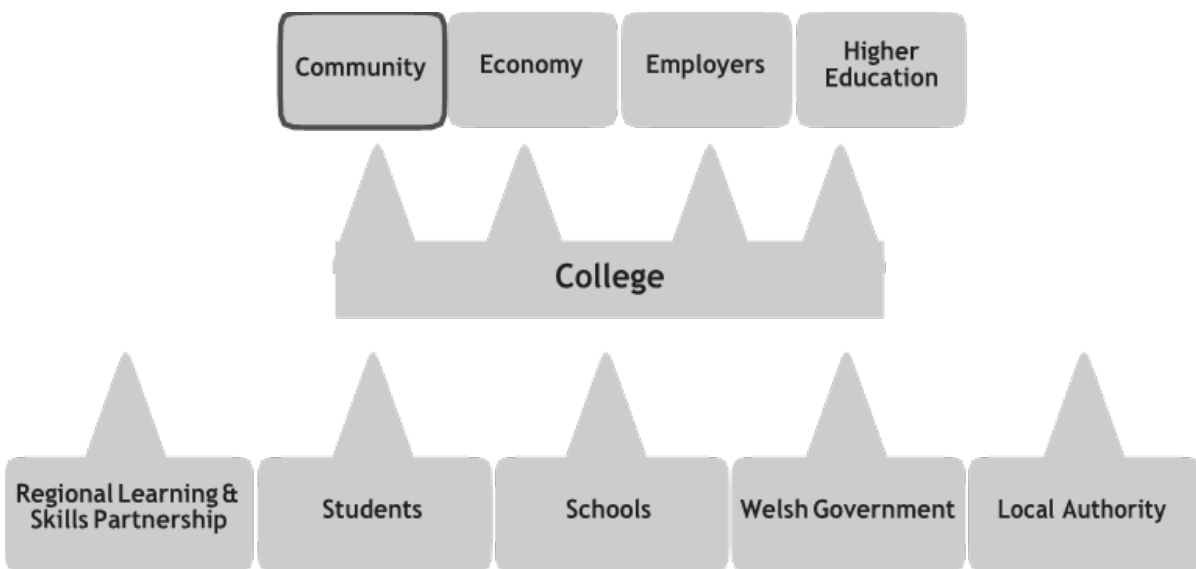 Community
Economy
Employers
Higher
Education
College
Regional Learning &
Skills Partnership
Students
Schools
Welsh Government
Local Authority